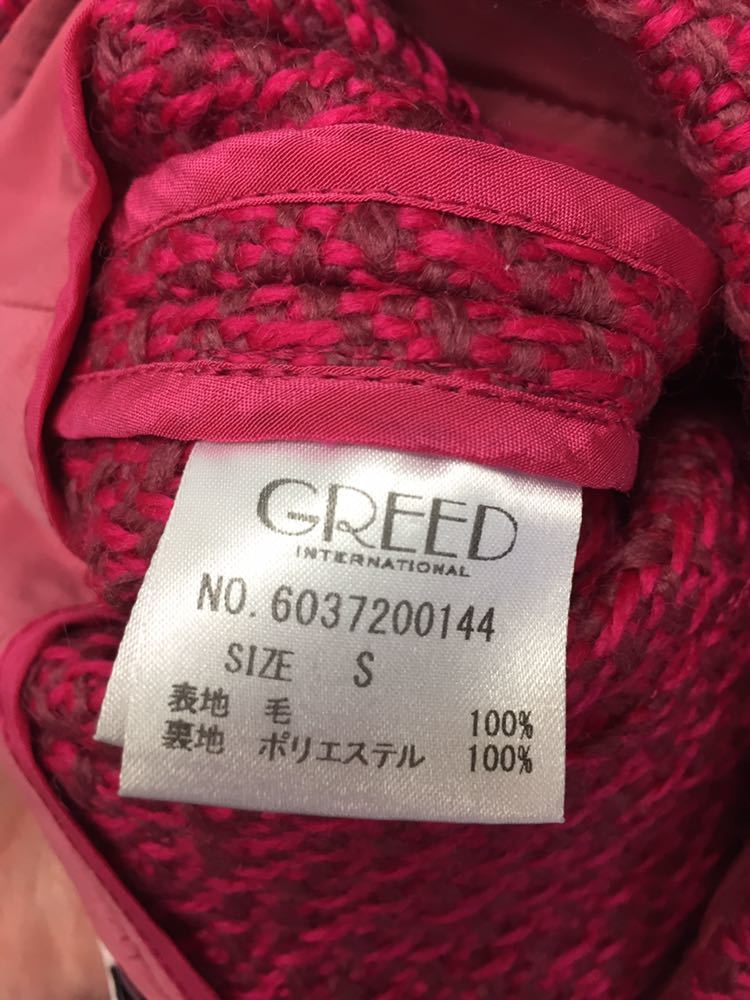 GREED
INTERNATIONAL
NO. 6037200144
SIZE S
表地 毛 100%
裏地 ポリエステル 100%